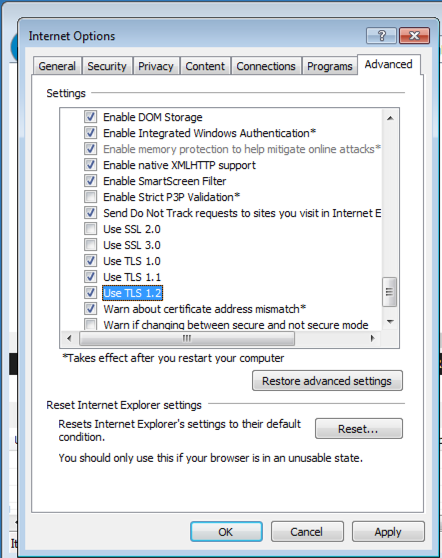 Internet Options
General Security Privacy Content Connections Programs Advanced
Settings
Enable DOM Storage
Enable Integrated Windows Authentication*
Enable memory protection to help mitigate online attacks*
Enable native XMLHTTP support
Enable SmartScreen Filter
Enable Strict P3P Validation*
Send Do Not Track requests to sites you visit in Internet E
Use SSL 2.0
Use SSL 3.0
Use TLS 1.0
Use TLS 1.1
Use TLS 1.2
Warn about certificate address mismatch*
Warn if changing between secure and not secure mode
*Takes effect after you restart your computer
Restore advanced settings
Reset Internet Explorer settings
Resets Internet Explorer's settings to their default
condition.
Reset...
You should only use this if your browser is in an unusable state.
OK Cancel Apply